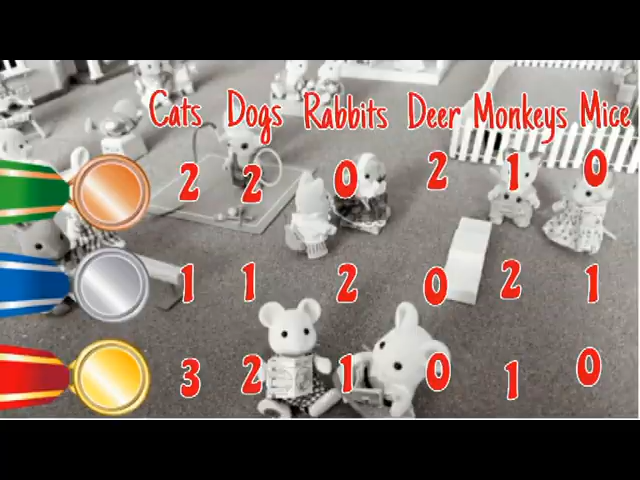 Cats Dogs Rabbits Deer Monkeys Mice
2 2 0 2 1 0
1 1 2 0 2 1
3 2 1 0 1 0